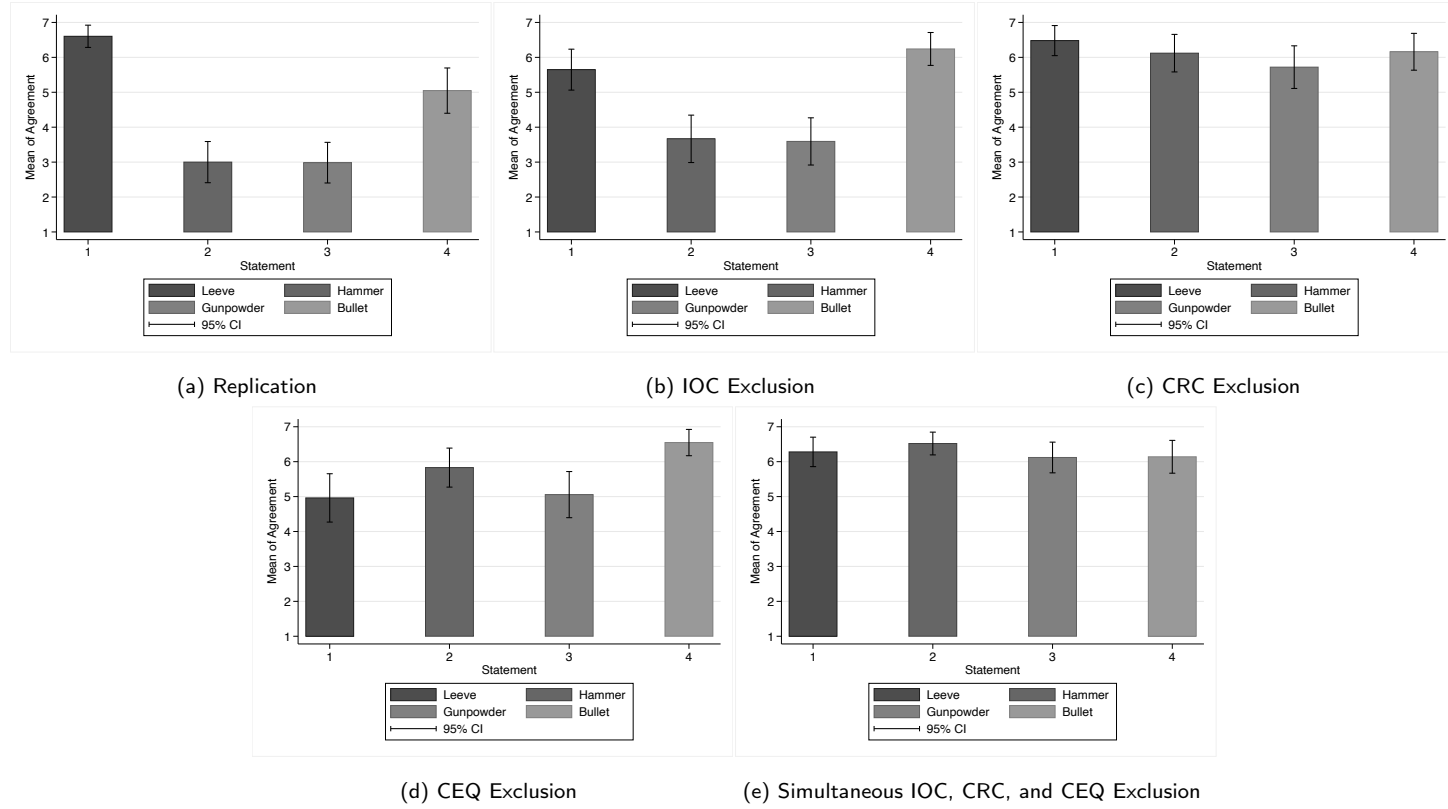 Mean of Agreement
7
6
5
4
3
2
1
1 2 3 4
Statement
Leeve Hammer
Gunpowder Bullet
95% CI
(a) Replication
Mean of Agreement
7
6
5
4
3
2
1
1 2 3 4
Statement
Leeve Hammer
Gunpowder Bullet
95% CI
(b) IOC Exclusion
Mean of Agreement
7
6
5
4
3
2
1
1 2 3 4
Statement
Leeve Hammer
Gunpowder Bullet
95% CI
(c) CRC Exclusion
Mean of Agreement
7
6
5
4
3
2
1
1 2 3 4
Statement
Leeve Hammer
Gunpowder Bullet
95% CI
(d) CEQ Exclusion
Mean of Agreement
7
6
5
4
3
2
1
1 2 3 4
Statement
Leeve Hammer
Gunpowder Bullet
95% CI
(e) Simultaneous IOC, CRC, and CEQ Exclusion